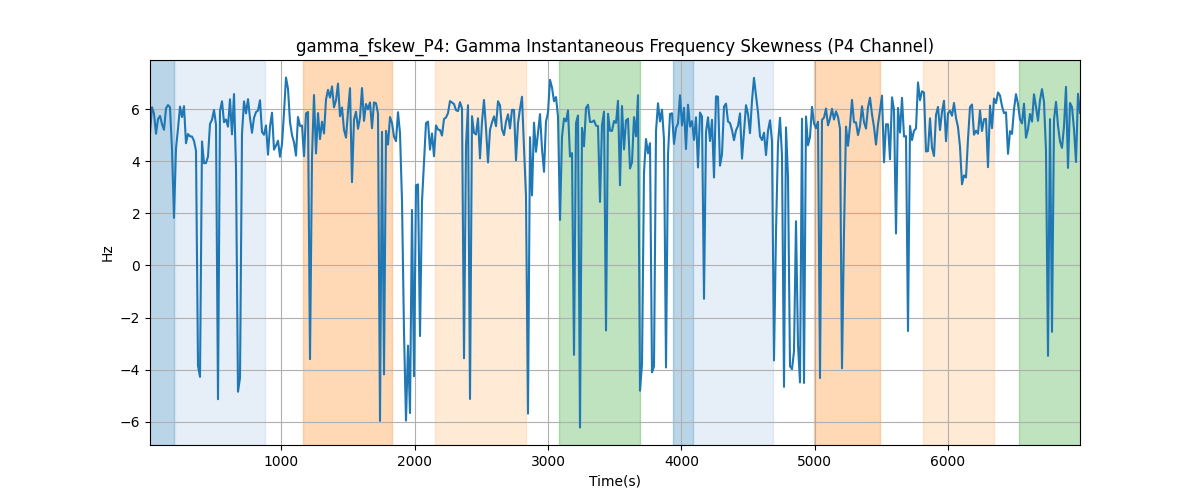 gamma_fskew_P4: Gamma Instantaneous Frequency Skewness (P4 Channel)
Hz
6
4
2
0
−2
−4
−6
1000 2000 3000 4000 5000 6000
Time(s)